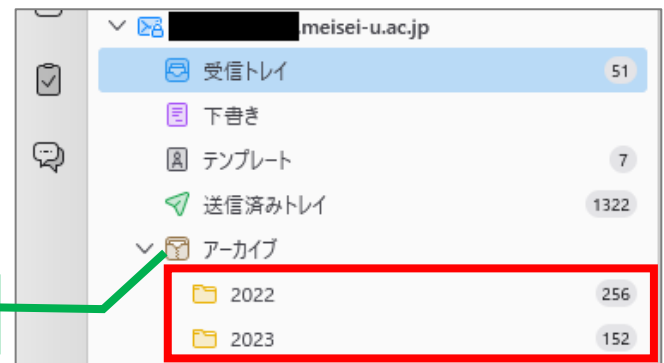 .meisei-u.ac.jp
受信トレイ 51
下書き
テンプレート 7
送信済みトレイ 1322
アーカイブ
2022 256
2023 152